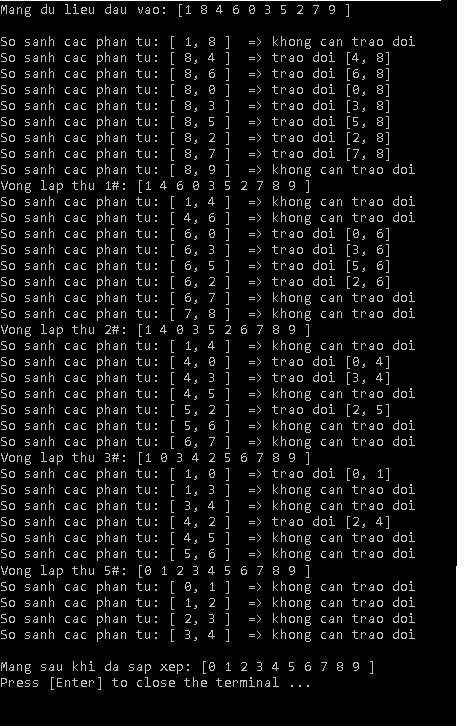 Mang du lieu dau vao: [1 8 4 6 0 3 5 2 7 9 ]
So sanh cac phan tu: [ 1, 8 ]  => khong can trao doi
So sanh cac phan tu: [ 8, 4 ]  => trao doi [4, 8]
So sanh cac phan tu: [ 8, 6 ]  => trao doi [6, 8]
So sanh cac phan tu: [ 8, 0 ]  => trao doi [0, 8]
So sanh cac phan tu: [ 8, 3 ]  => trao doi [3, 8]
So sanh cac phan tu: [ 8, 5 ]  => trao doi [5, 8]
So sanh cac phan tu: [ 8, 2 ]  => trao doi [2, 8]
So sanh cac phan tu: [ 8, 7 ]  => trao doi [7, 8]
So sanh cac phan tu: [ 8, 9 ]  => khong can trao doi
Vong lap thu 1#: [1 4 6 0 3 5 2 7 8 9 ]
So sanh cac phan tu: [ 1, 4 ]  => khong can trao doi
So sanh cac phan tu: [ 4, 6 ]  => khong can trao doi
So sanh cac phan tu: [ 6, 0 ]  => trao doi [0, 6]
So sanh cac phan tu: [ 6, 3 ]  => trao doi [3, 6]
So sanh cac phan tu: [ 6, 5 ]  => trao doi [5, 6]
So sanh cac phan tu: [ 6, 2 ]  => trao doi [2, 6]
So sanh cac phan tu: [ 6, 7 ]  => khong can trao doi
So sanh cac phan tu: [ 7, 8 ]  => khong can trao doi
Vong lap thu 2#: [1 4 0 3 5 2 6 7 8 9 ]
So sanh cac phan tu: [ 1, 4 ]  => khong can trao doi
So sanh cac phan tu: [ 4, 0 ]  => trao doi [0, 4]
So sanh cac phan tu: [ 4, 3 ]  => trao doi [3, 4]
So sanh cac phan tu: [ 4, 5 ]  => khong can trao doi
So sanh cac phan tu: [ 5, 2 ]  => trao doi [2, 5]
So sanh cac phan tu: [ 5, 6 ]  => khong can trao doi
So sanh cac phan tu: [ 6, 7 ]  => khong can trao doi
Vong lap thu 3#: [1 0 3 4 2 5 6 7 8 9 ]
So sanh cac phan tu: [ 1, 0 ]  => trao doi [0, 1]
So sanh cac phan tu: [ 1, 3 ]  => khong can trao doi
So sanh cac phan tu: [ 3, 4 ]  => khong can trao doi
So sanh cac phan tu: [ 4, 2 ]  => trao doi [2, 4]
So sanh cac phan tu: [ 4, 5 ]  => khong can trao doi
So sanh cac phan tu: [ 5, 6 ]  => khong can trao doi
Vong lap thu 5#: [0 1 2 3 4 5 6 7 8 9 ]
So sanh cac phan tu: [ 0, 1 ]  => khong can trao doi
So sanh cac phan tu: [ 1, 2 ]  => khong can trao doi
So sanh cac phan tu: [ 2, 3 ]  => khong can trao doi
So sanh cac phan tu: [ 3, 4 ]  => khong can trao doi
Mang sau khi da sap xep: [0 1 2 3 4 5 6 7 8 9 ]
Press [Enter] to close the terminal ...